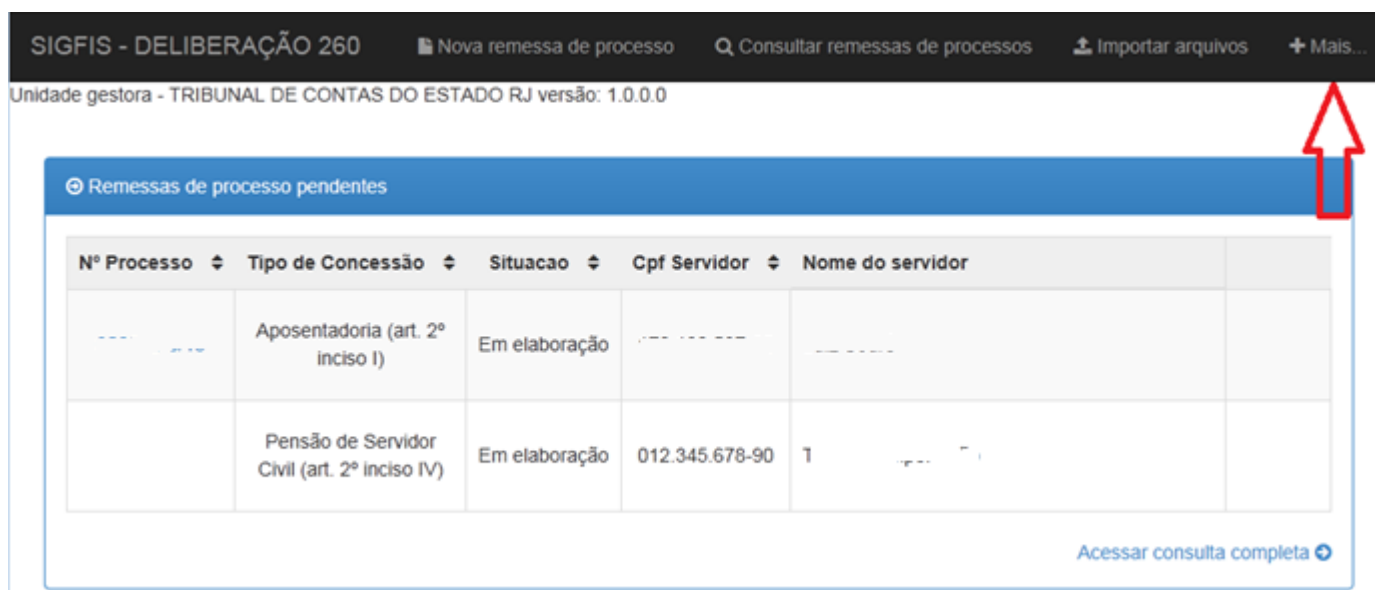 SIGFIS - DELIBERAÇÃO 260 Nova remessa de processo Consultar remessas de processos Importar arquivos Mais...
Unidade gestora - TRIBUNAL DE CONTAS DO ESTADO RJ versão: 1.0.0.0
Remessas de processo pendentes
Nº Processo Tipo de Concessão Situacao Cpf Servidor Nome do servidor
Aposentadoria (art. 2º
inciso I)
Em elaboração
Pensão de Servidor
Civil (art. 2º inciso IV)
Em elaboração 012.345.678-90
Acessar consulta completa